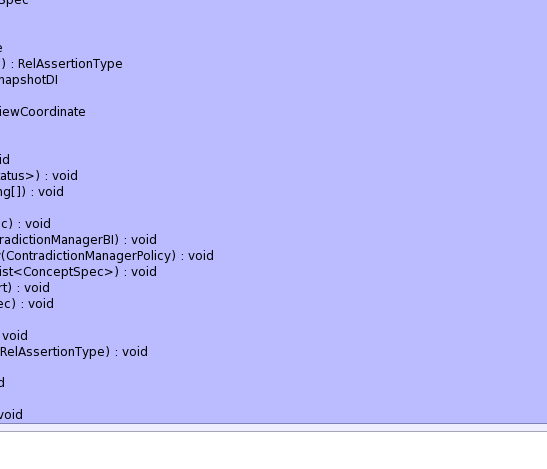 Spec
e
) : RelAssertionType
napshotDI
iewCoordinate
id
atus>) : void
ng[]) : void
c) : void
radictionManagerBI) : void
(ContradictionManagerPolicy) : void
ist<ConceptSpec>) : void
rt) : void
ec) : void
void
RelAssertionType) : void
d
void